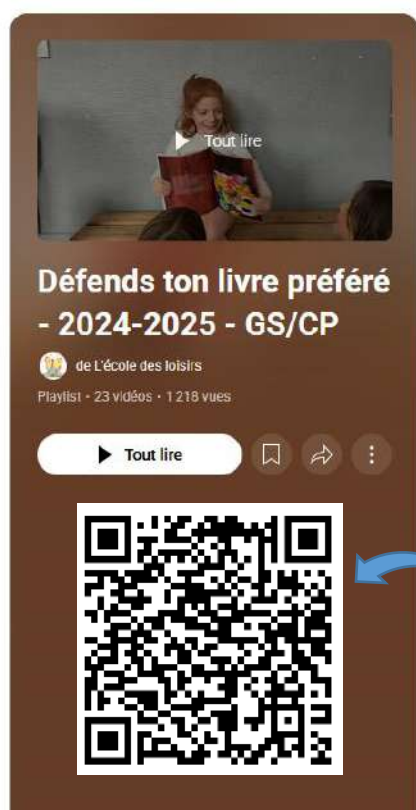 Tout lire
Défends ton livre préféré
- 2024-2025 - GS/CP
de L'école des loisirs
Playlist • 23 vidéos • 1 218 vues
Tout lire